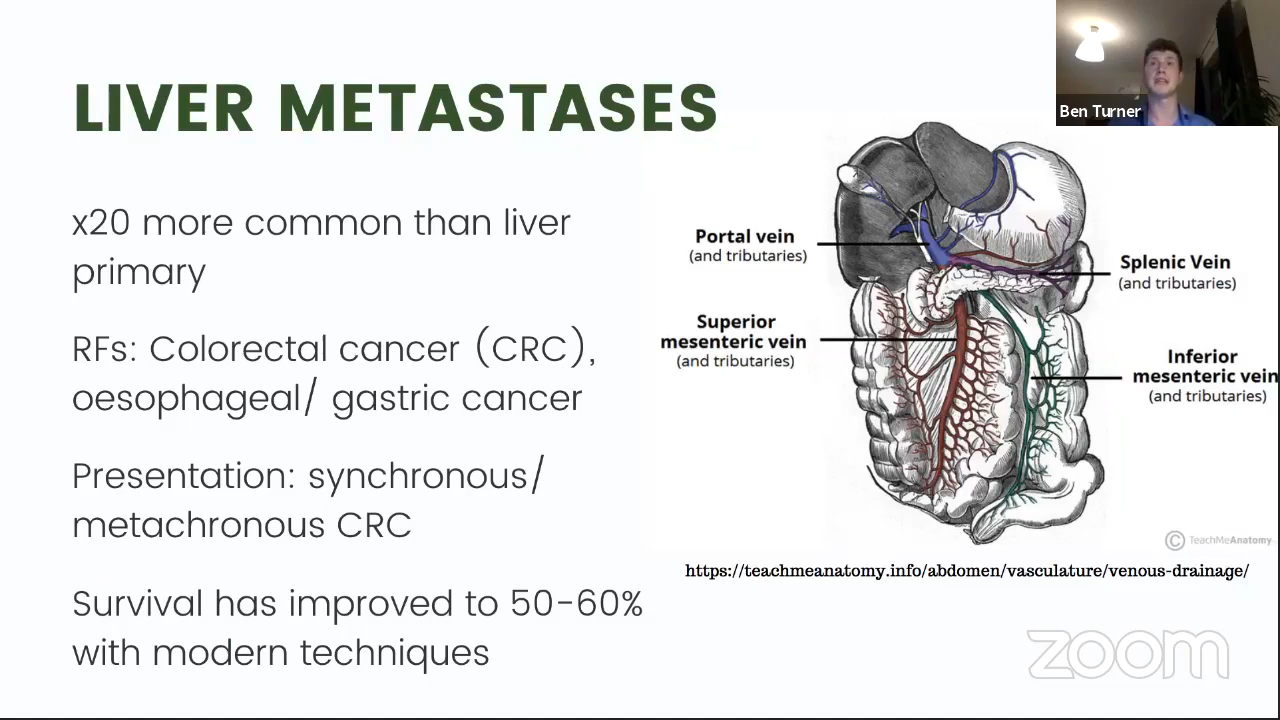 LIVER METASTASES
Ben Turner
x20 more common than liver
primary
RFs: Colorectal cancer (CRC),
oesophageal/ gastric cancer
Presentation: synchronous/
metachronous CRC
Survival has improved to 50-60%
with modern techniques
Portal vein
(and tributaries)
Splenic Vein
(and tributaries)
Superior
mesenteric vein
(and tributaries)
Inferior
mesenteric vein
(and tributaries)
© TeachMeAnatomy
https://teachmeanatomy.info/abdomen/vasculature/venous-drainage/
zoom